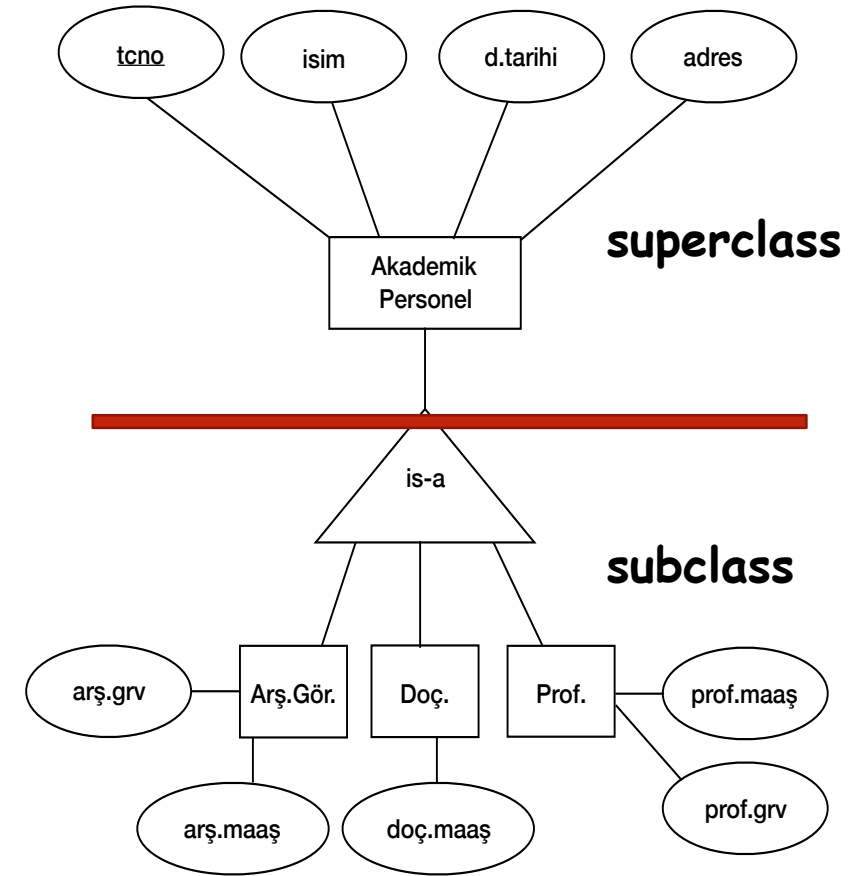 tcno
isim
d.tarihi
adres
superclass
Akademik
Personel
is-a
subclass
arş.grv
Arş.Gör.
Doç.
Prof.
prof.maaş
arş.maaş
doç.maaş
prof.grv